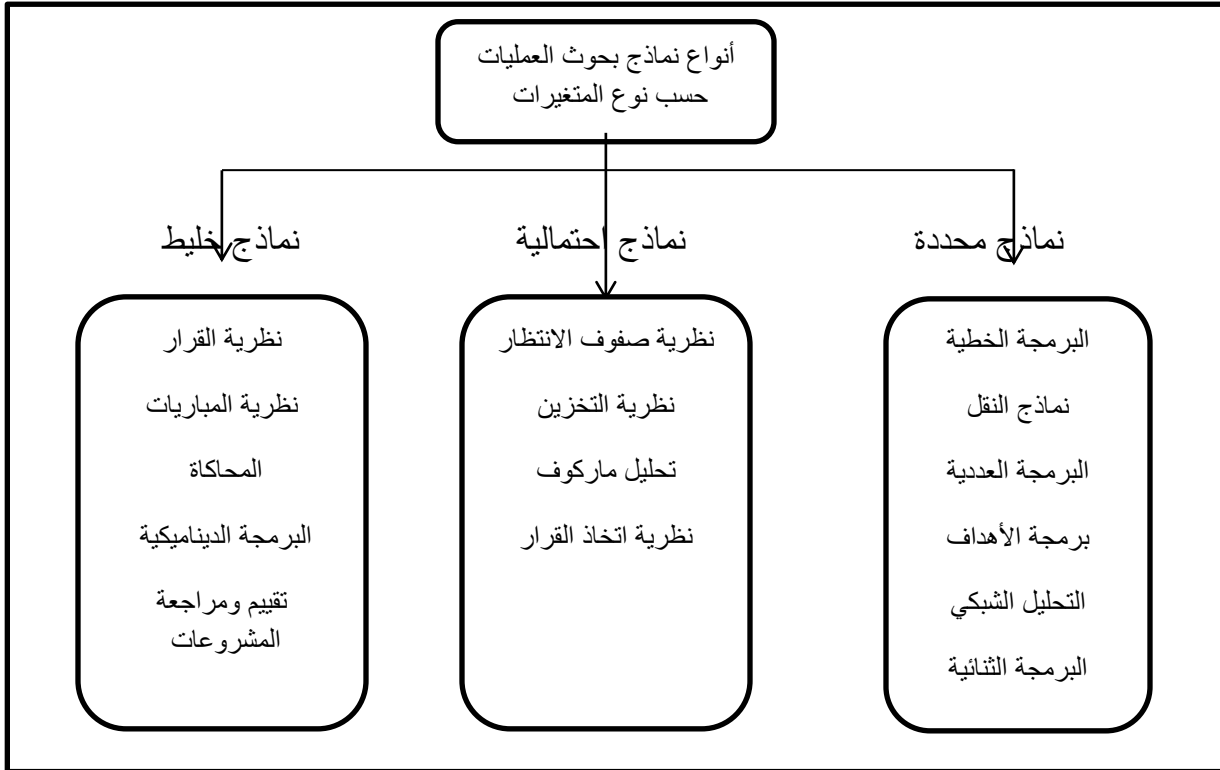 أنواع نماذج بحوث العمليات
حسب نوع المتغيرات
نماذج محددة
نماذج احتمالية
نماذج خليط
البرمجة الخطية
نماذج النقل
البرمجة العددية
برمجة الأهداف
التحليل الشبكي
البرمجة الثنائية
نظرية صفوف الانتظار
نظرية التخزين
تحليل ماركوف
نظرية اتخاذ القرار
نظرية القرار
نظرية المباريات
المحاكاة
البرمجة الديناميكية
تقييم ومراجعة
المشروعات